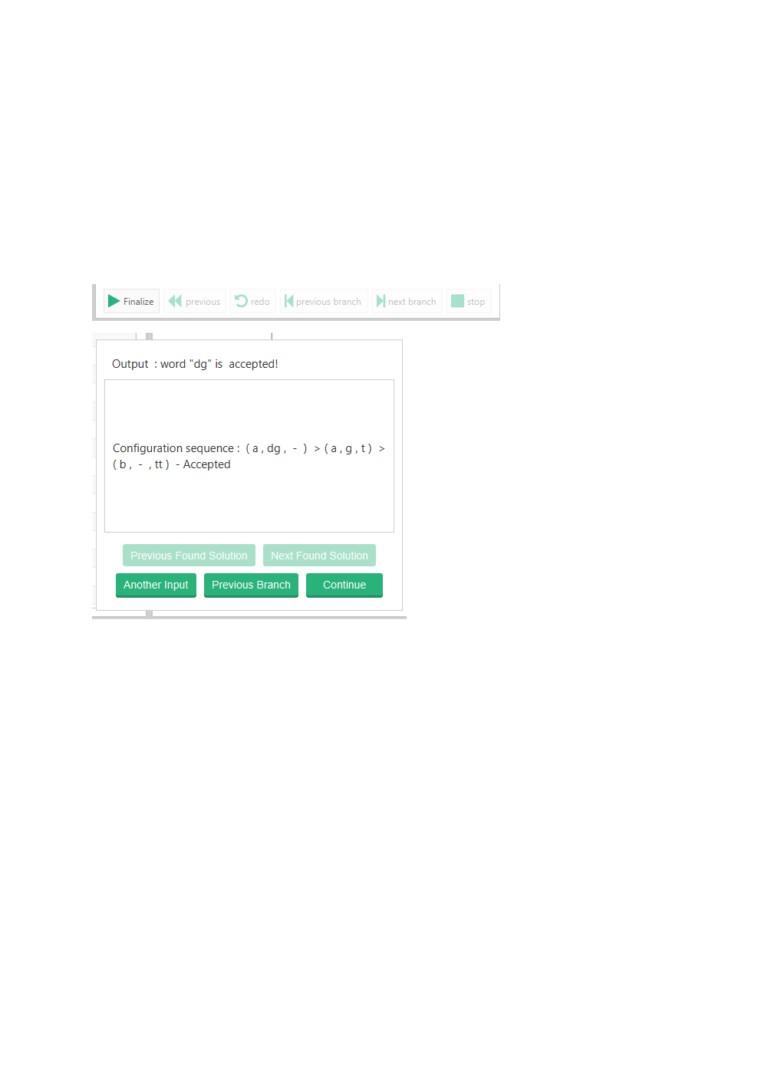 Finalize previous redo previous branch next branch stop
Output : word "dg" is accepted!
Configuration sequence : ( a , dg , - ) > ( a , g , t ) >
( b , - , tt ) - Accepted
Previous Found Solution Next Found Solution
Another Input Previous Branch Continue